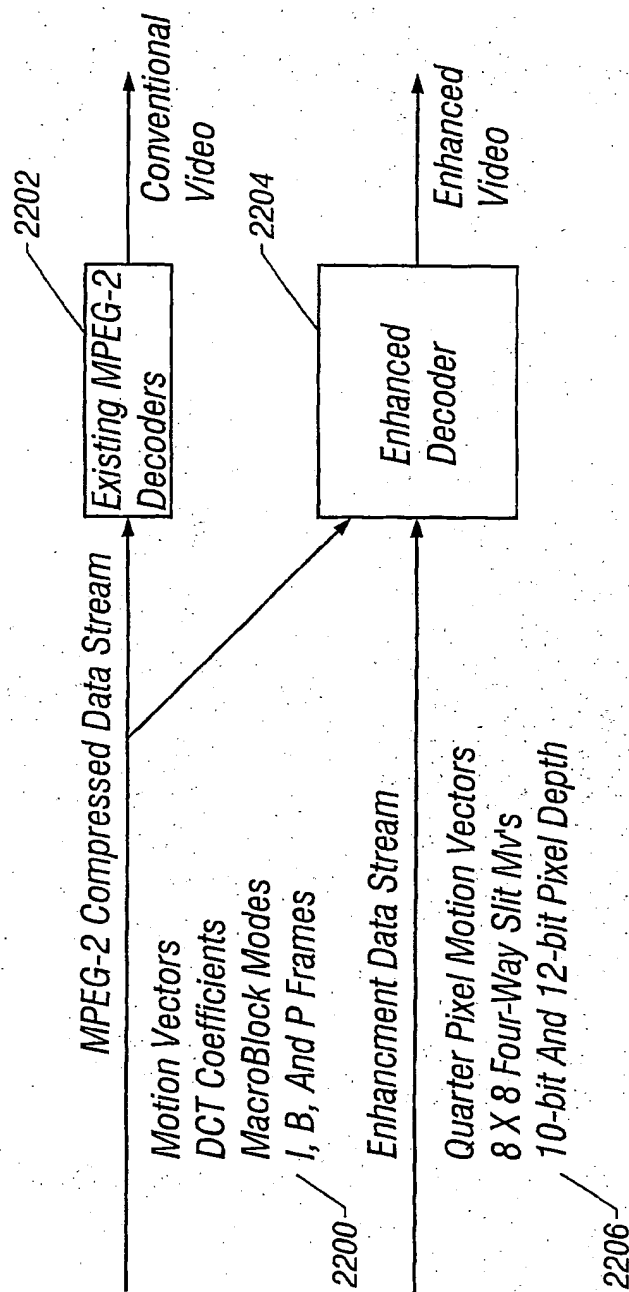 MPEG-2 Compressed Data Stream
Motion Vectors
DCT Coefficients
MacroBlock Modes
I, B, And P Frames
2200
Existing MPEG-2
Decoders
2202
Conventional
Video
Enhancment Data Stream
Quarter Pixel Motion Vectors
8 X 8 Four-Way Slit Mv's
10-bit And 12-bit Pixel Depth
2206
Enhanced
Decoder
2204
Enhanced
Video